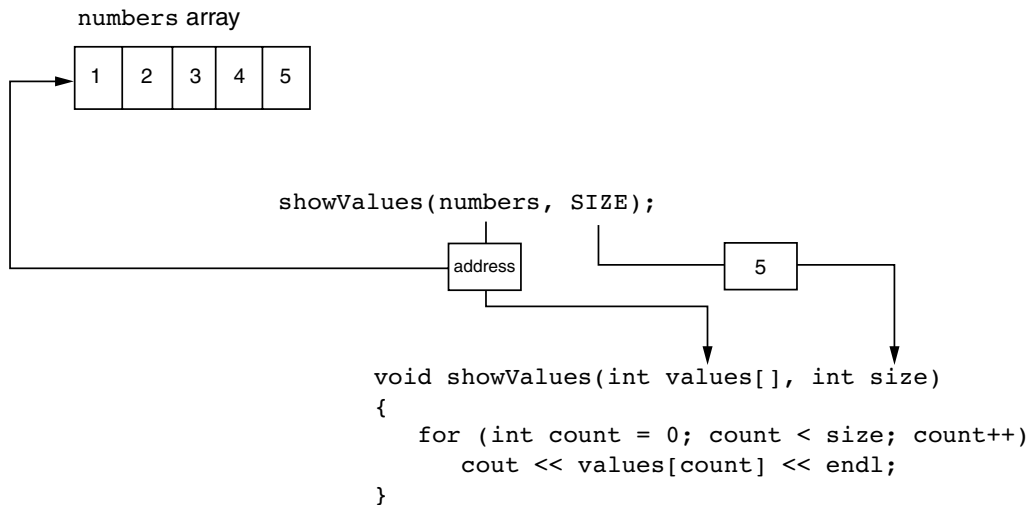 numbers array
1 2 3 4 5
showValues(numbers, SIZE);
address
5
void showValues(int values[], int size)
{
for (int count = 0; count < size; count++)
cout << values[count] << endl;
}